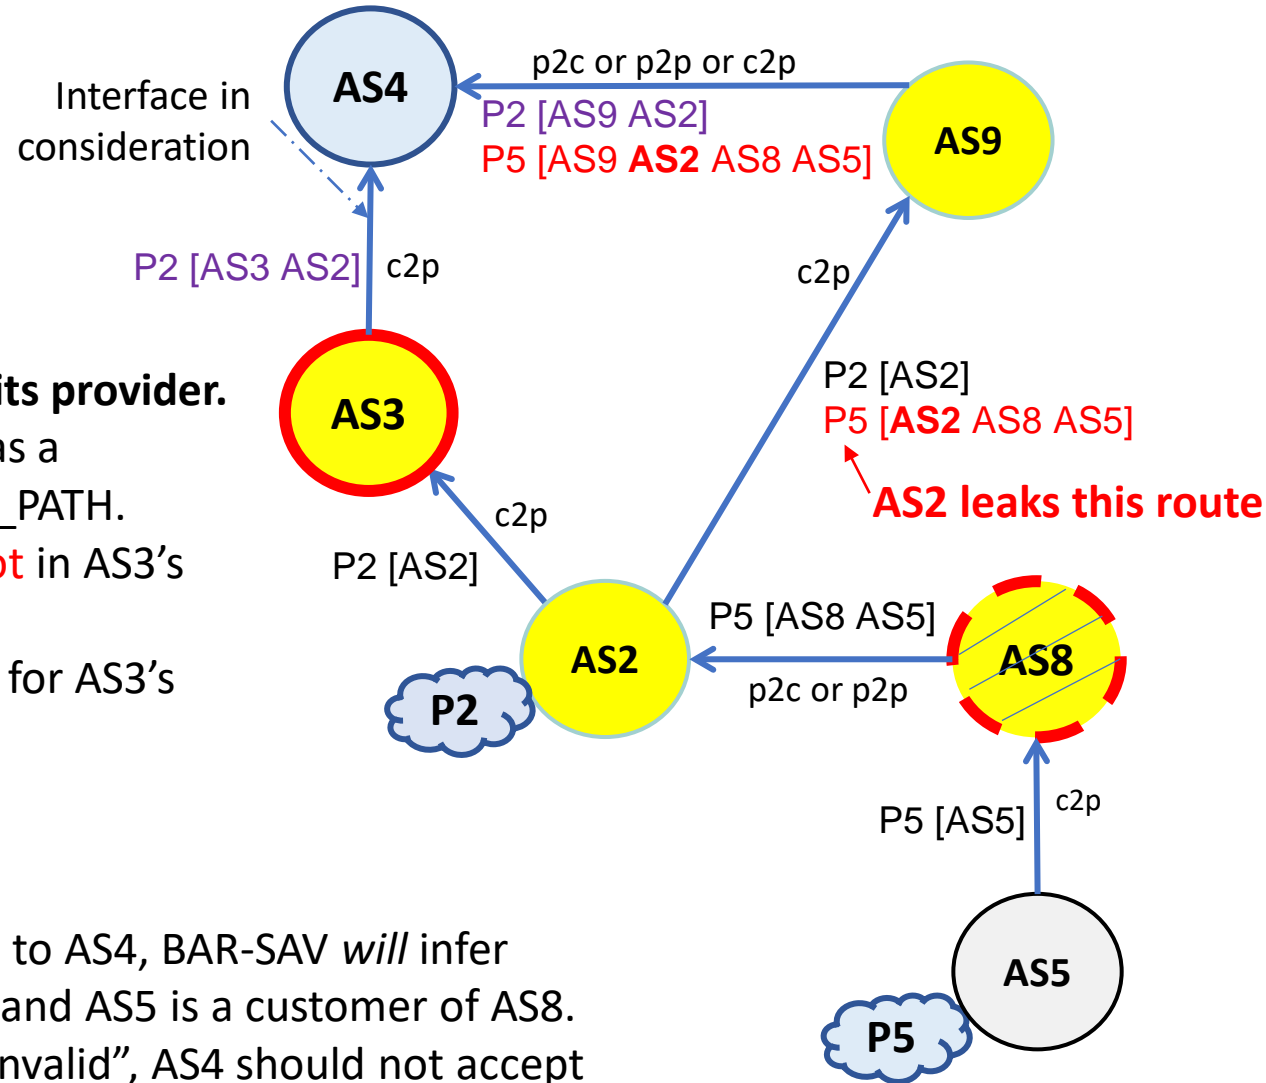 AS4
p2c or p2p or c2p
Interface in
consideration
P2 [AS9 AS2]
P5 [AS9 AS2 AS8 AS5]
AS9
P2 [AS3 AS2]
c2p
c2p
its provider.
as a
_PATH.
ot in AS3’s
for AS3’s
AS3
P2 [AS2]
P5 [AS2 AS8 AS5]
AS2 leaks this route
c2p
P2 [AS2]
P5 [AS8 AS5]
AS2
AS8
p2c or p2p
P2
P5 [AS5]
c2p
to AS4, BAR-SAV will infer
and AS5 is a customer of AS8.
nvalid”, AS4 should not accept
AS5
P5